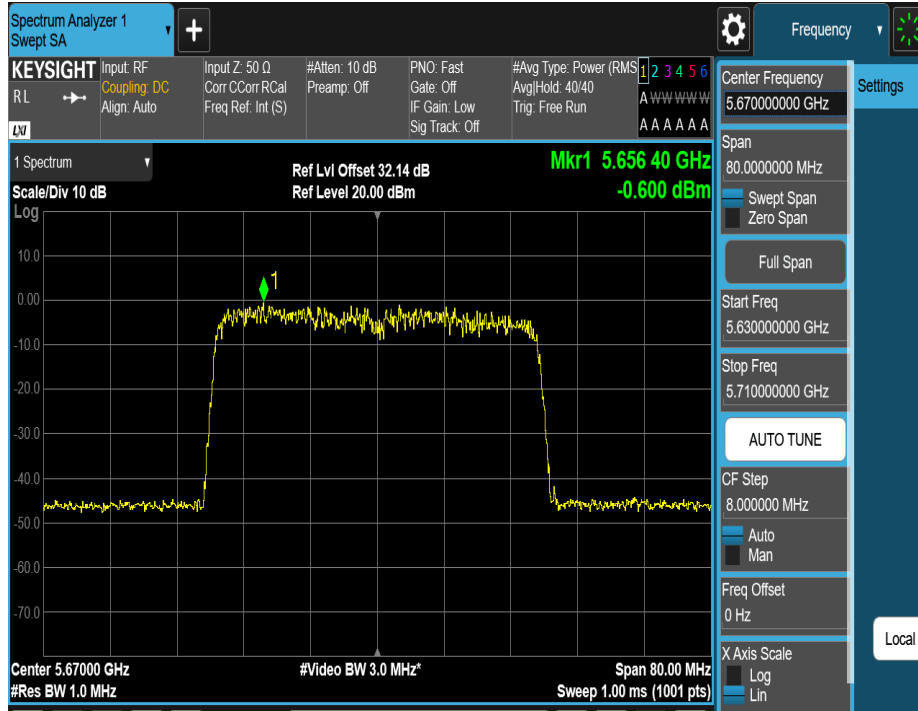 Spectrum Analyzer 1
Swept SA
+
Frequency
KEYSIGHT
R L
LXI
Input: RF
Coupling: DC
Align: Auto
Input Z: 50 Ω
Corr CCorr RCal
Freq Ref: Int (S)
#Atten: 10 dB
Preamp: Off
PNO: Fast
Gate: Off
IF Gain: Low
Sig Track: Off
#Avg Type: Power (RMS
Avg|Hold: 40/40
Trig: Free Run
1 2 3 4 5 6
A W W W W W
A A A A A A
1 Spectrum
Scale/Div 10 dB
Ref Lvl Offset 32.14 dB
Ref Level 20.00 dBm
Mkr1 5.656 40 GHz
-0.600 dBm
Log
10.0
0.00
-10.0
-20.0
-30.0
-40.0
-50.0
-60.0
-70.0
1
Center 5.67000 GHz
#Res BW 1.0 MHz
#Video BW 3.0 MHz*
Span 80.00 MHz
Sweep 1.00 ms (1001 pts)
Center Frequency
5.670000000 GHz
Settings
Span
80.0000000 MHz
Swept Span
Zero Span
Full Span
Start Freq
5.630000000 GHz
Stop Freq
5.710000000 GHz
AUTO TUNE
CF Step
8.000000 MHz
Auto
Man
Freq Offset
0 Hz
X Axis Scale
Log
Lin
Local